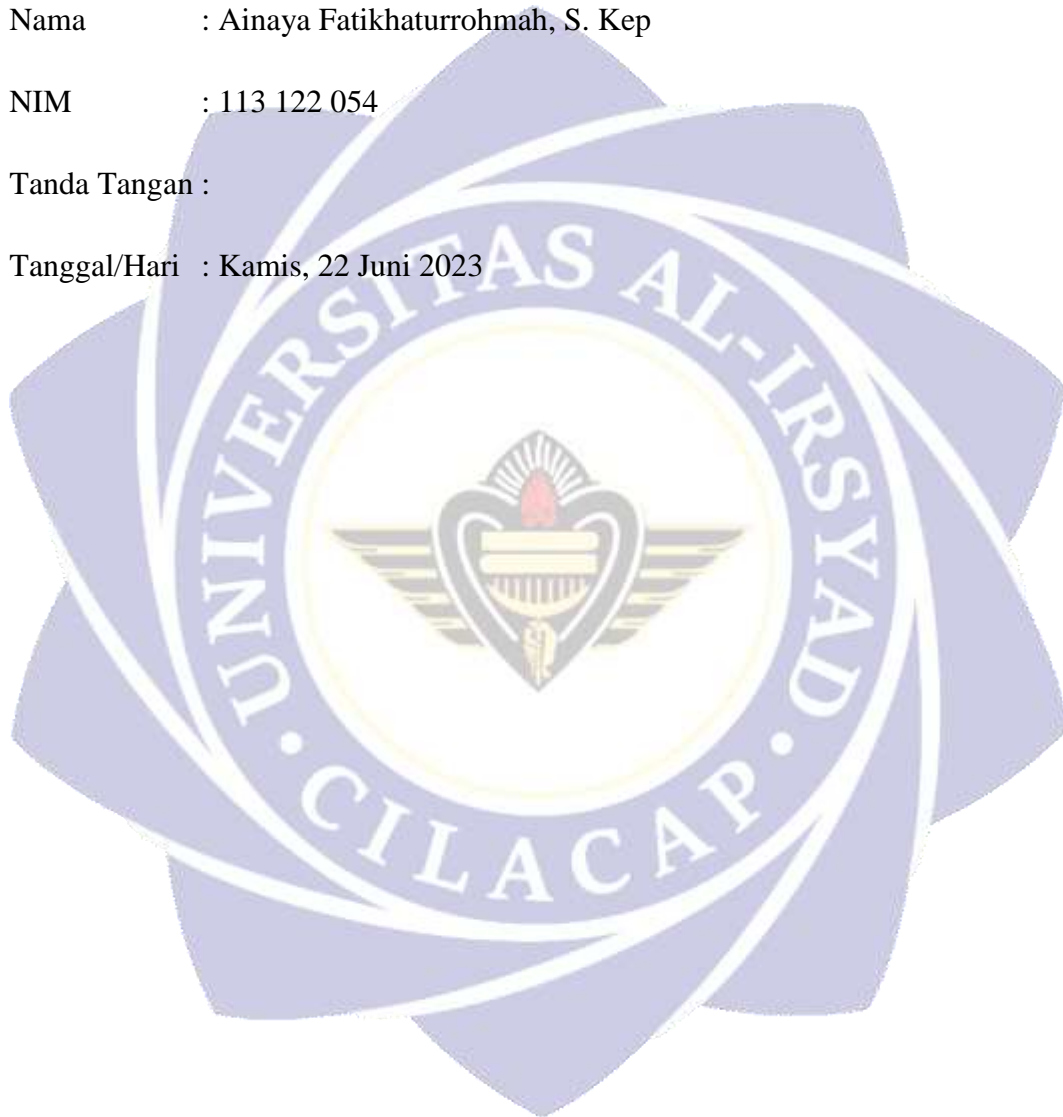 Nama : Ainaya Fatikhaturrohmah, S. Kep
NIM : 113 122 054
Tanda Tangan :
Tanggal/Hari : Kamis, 22 Juni 2023
UNIVERSITAS AL-IRSYAD
CILACAP